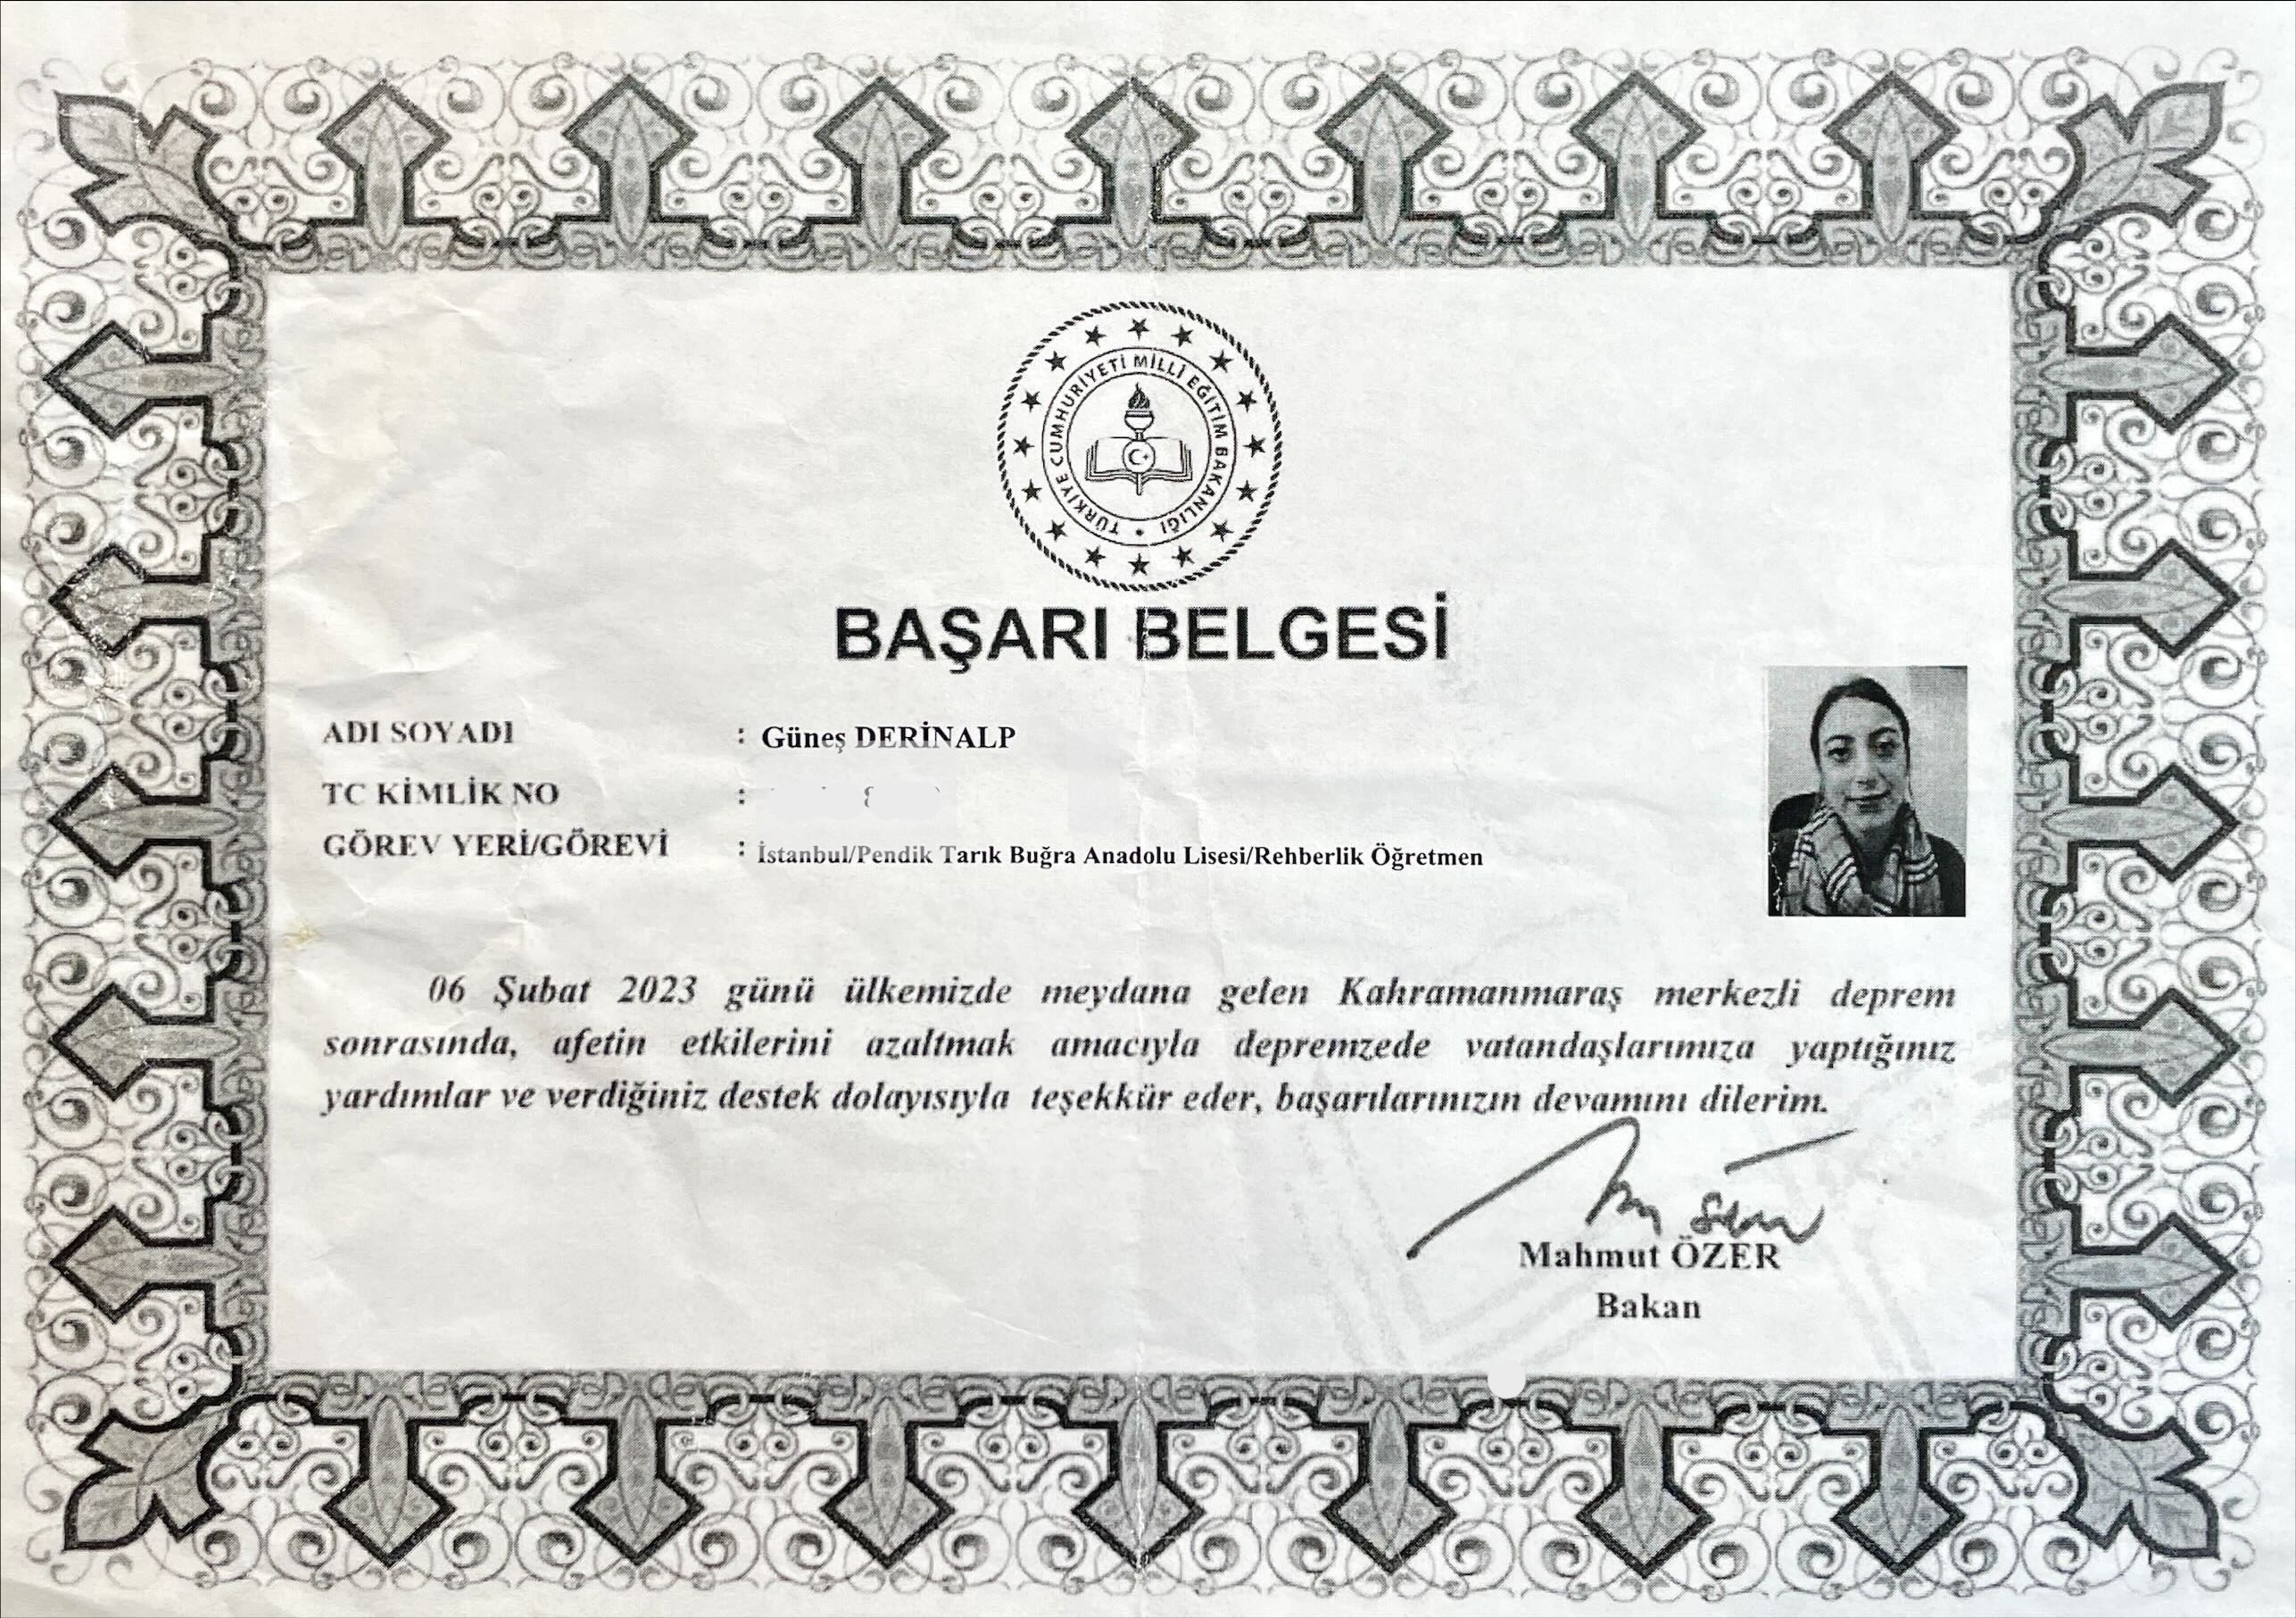 TÜRKİYE CUMHURİYETİ MİLLİ EĞİTİM BAKANLIĞI
BAŞARI BELGESİ
ADI SOYADI : Güneş DERİNALP
TC KİMLİK NO :
GÖREV YERİ/GÖREVİ : İstanbul/Pendik Tarık Buğra Anadolu Lisesi/Rehberlik Öğretmen
06 Şubat 2023 günü ülkemizde meydana gelen Kahramanmaraş merkezli deprem
sonrasında, afetin etkilerini azaltmak amacıyla depremzede vatandaşlarımıza yaptığınız
yardımlar ve verdiğiniz destek dolayısıyla teşekkür eder, başarılarınızın devamını dilerim.
Mahmut ÖZER
Bakan